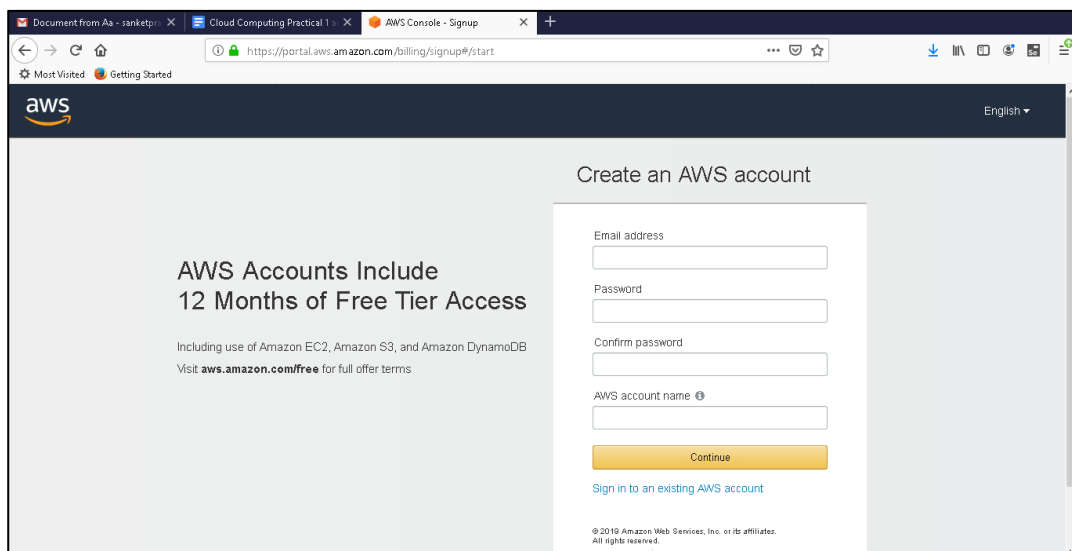 Document from Aa - sanketpra
Cloud Computing Practical 1 a
AWS Console - Signup
https://portal.aws.amazon.com/billing/signup#/start
Most Visited
Getting Started
aws
English
Create an AWS account
AWS Accounts Include
12 Months of Free Tier Access
Including use of Amazon EC2, Amazon S3, and Amazon DynamoDB
Visit aws.amazon.com/free for full offer terms
Email address
Password
Confirm password
AWS account name
Continue
Sign in to an existing AWS account
© 2019 Amazon Web Services, Inc. or its affiliates.
All rights reserved.